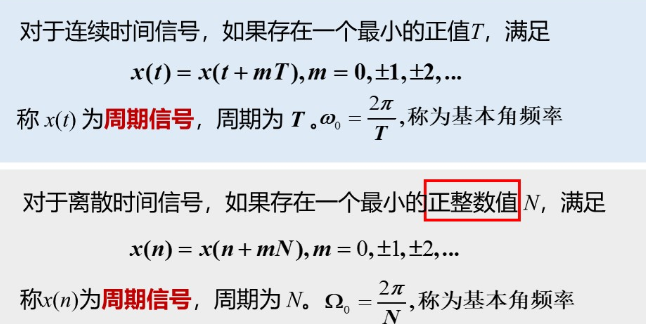 对于连续时间信号，如果存在一个最小的正值T，满足
x(t) = x(t + mT), m = 0, ±1, ±2, ...
称 x(t) 为周期信号，周期为 T。ω₀ = 2π/T, 称为基本角频率
对于离散时间信号，如果存在一个最小的正整数值 N，满足
x(n) = x(n + mN), m = 0, ±1, ±2, ...
称x(n)为周期信号，周期为 N。 Ω₀ = 2π/N, 称为基本角频率